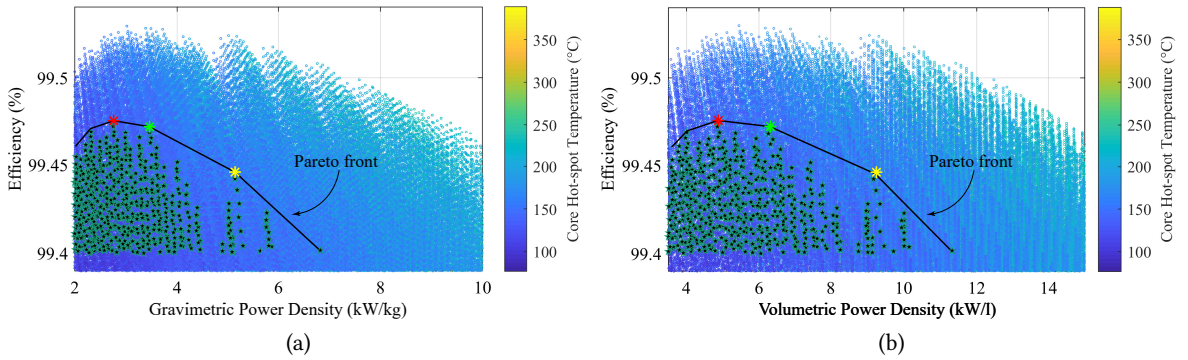 99.5
99.45
99.4
Efficiency (%)
2
4
6
8
10
Gravimetric Power Density (kW/kg)
Pareto front
350
300
250
200
150
100
Core Hot-spot Temperature (°C)
(a)
99.5
99.45
99.4
Efficiency (%)
4
6
8
10
12
14
Volumetric Power Density (kW/l)
Pareto front
350
300
250
200
150
100
Core Hot-spot Temperature (°C)
(b)